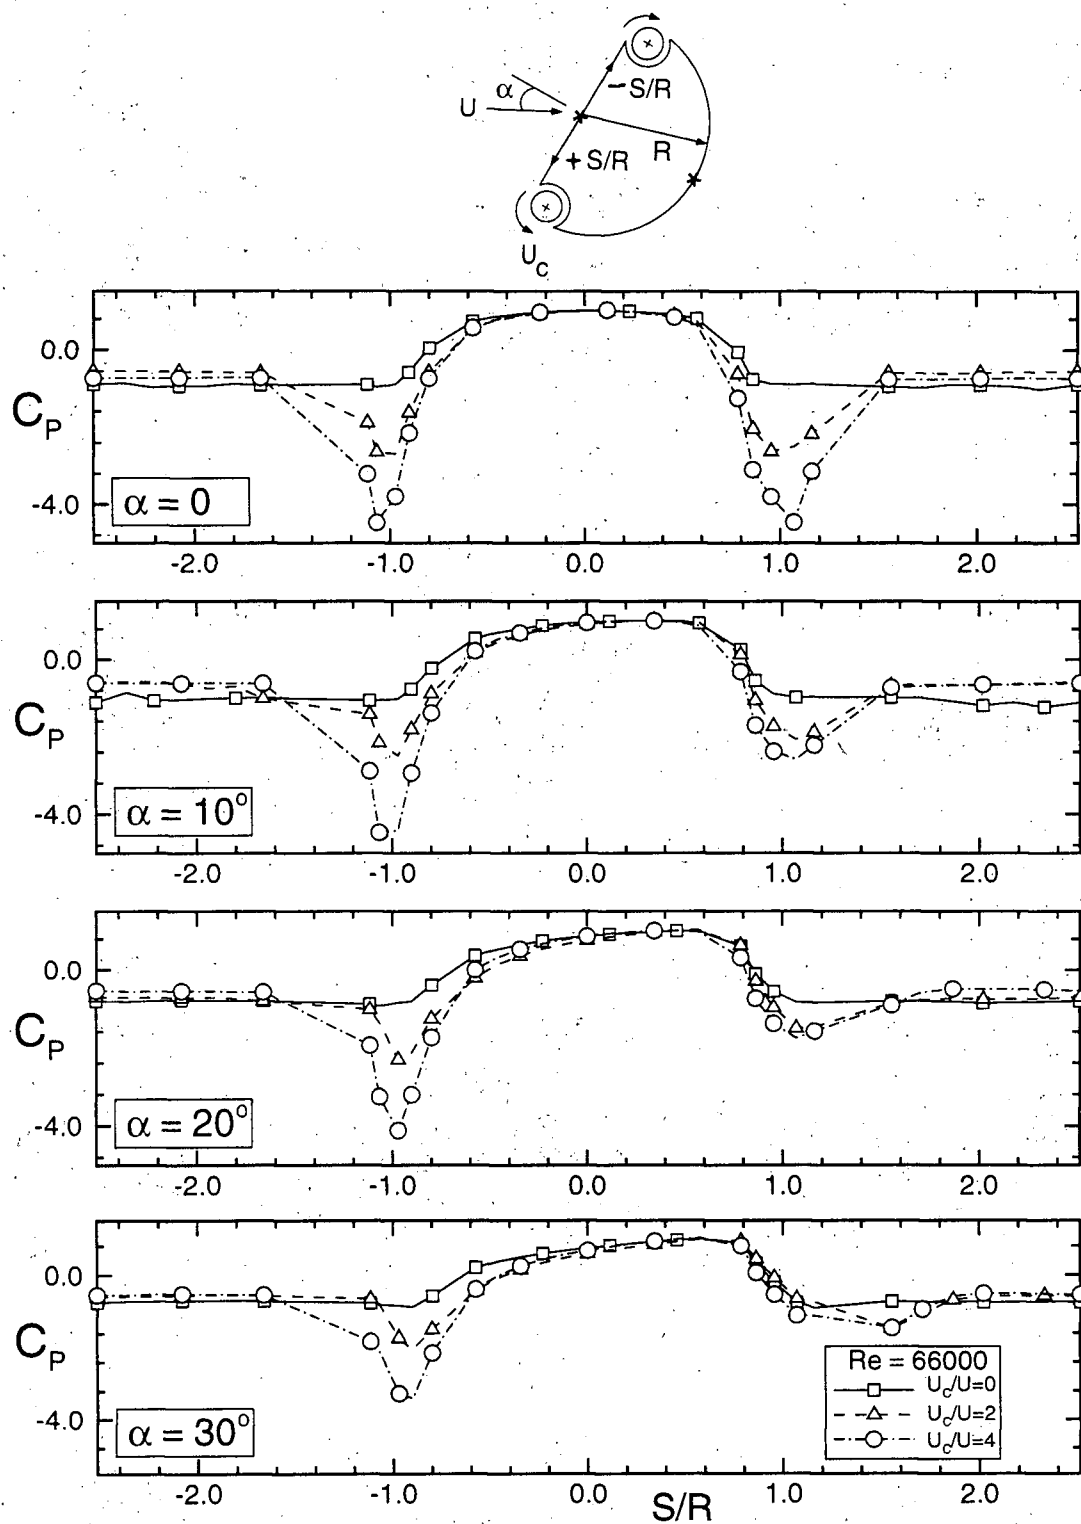 α
U
− S/R
R
+ S/R
U_c
0.0
-4.0
C_P
α = 0
-2.0 -1.0 0.0 1.0 2.0
0.0
-4.0
C_P
α = 10°
-2.0 -1.0 0.0 1.0 2.0
0.0
-4.0
C_P
α = 20°
-2.0 -1.0 0.0 1.0 2.0
0.0
-4.0
C_P
α = 30°
Re = 66000
U_c/U=0
U_c/U=2
U_c/U=4
-2.0 -1.0 0.0 1.0 2.0
S/R